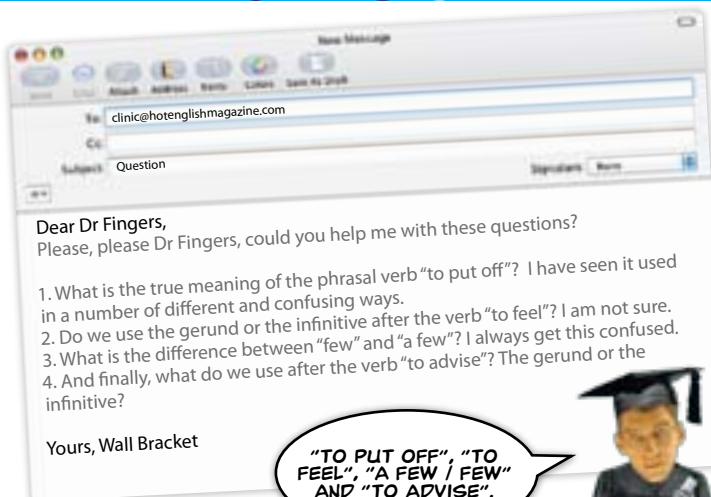 New Message
Attach Address Fonts Colors Save As Draft
To: clinic@hotenglishmagazine.com
Cc:
Subject: Question
Signature: None
Dear Dr Fingers,
Please, please Dr Fingers, could you help me with these questions?
1. What is the true meaning of the phrasal verb "to put off"? I have seen it used
in a number of different and confusing ways.
2. Do we use the gerund or the infinitive after the verb "to feel"? I am not sure.
3. What is the difference between "few" and "a few"? I always get this confused.
4. And finally, what do we use after the verb "to advise"? The gerund or the
infinitive?
Yours, Wall Bracket
"TO PUT OFF", "TO
FEEL", "A FEW / FEW"
AND "TO ADVISE".